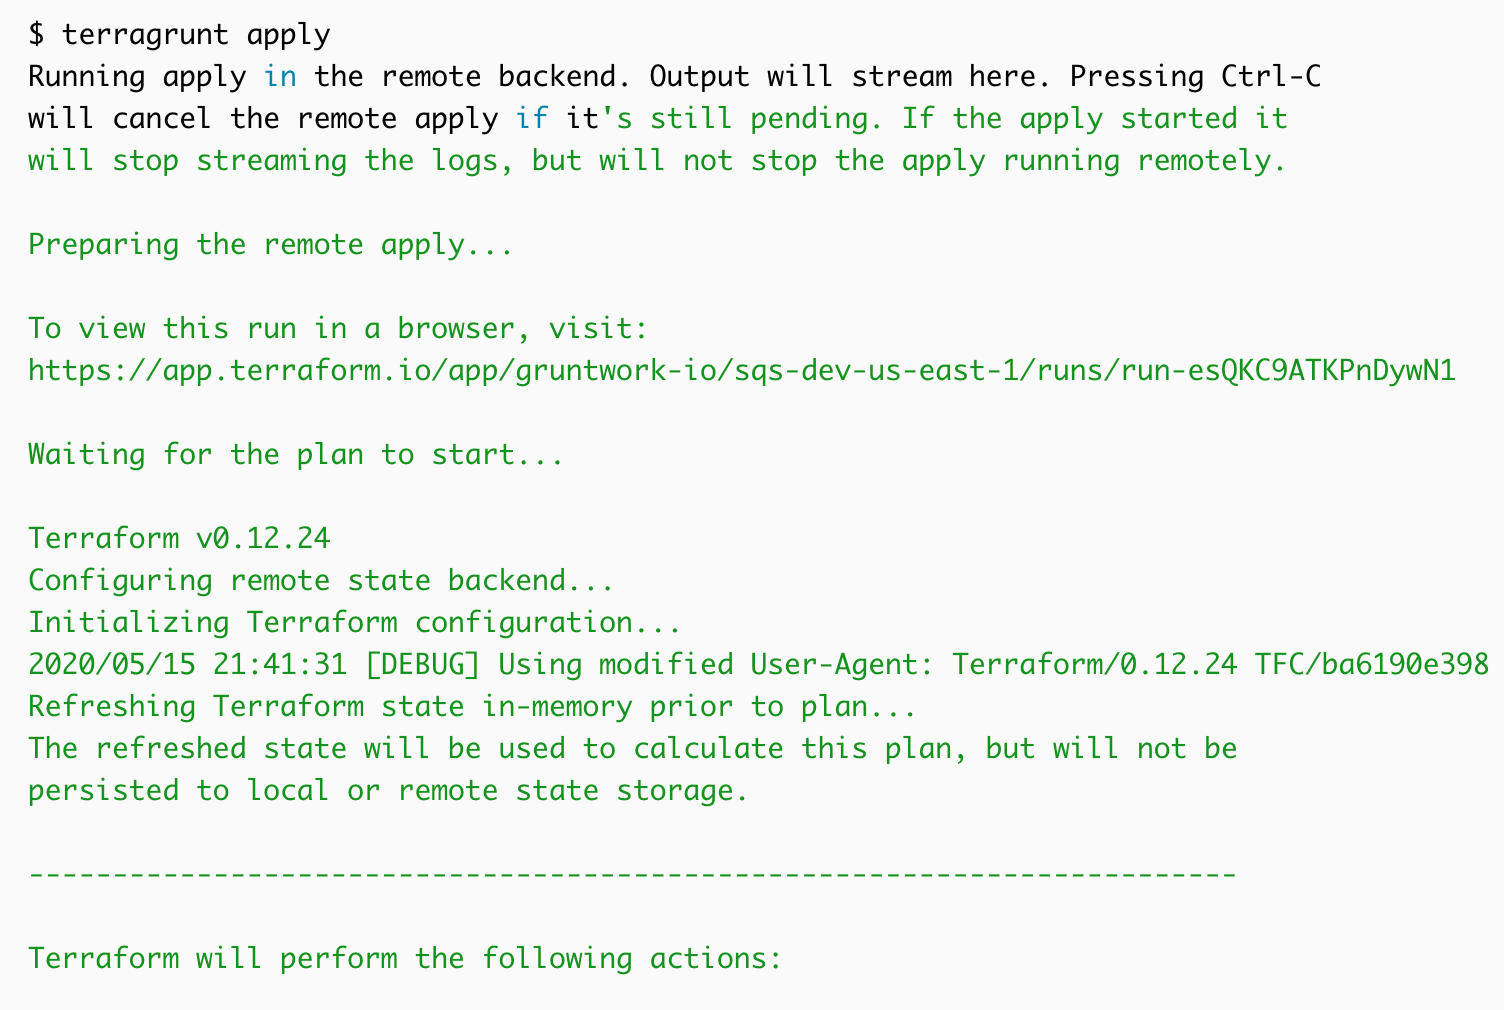 $ terragrunt apply
Running apply in the remote backend. Output will stream here. Pressing Ctrl-C
will cancel the remote apply if it's still pending. If the apply started it
will stop streaming the logs, but will not stop the apply running remotely.
Preparing the remote apply...
To view this run in a browser, visit:
https://app.terraform.io/app/gruntwork-io/sqs-dev-us-east-1/runs/run-esQKC9ATKPnDywN1
Waiting for the plan to start...
Terraform v0.12.24
Configuring remote state backend...
Initializing Terraform configuration...
2020/05/15 21:41:31 [DEBUG] Using modified User-Agent: Terraform/0.12.24 TFC/ba6190e398
Refreshing Terraform state in-memory prior to plan...
The refreshed state will be used to calculate this plan, but will not be
persisted to local or remote state storage.
------------------------------------------------------------------------
Terraform will perform the following actions: